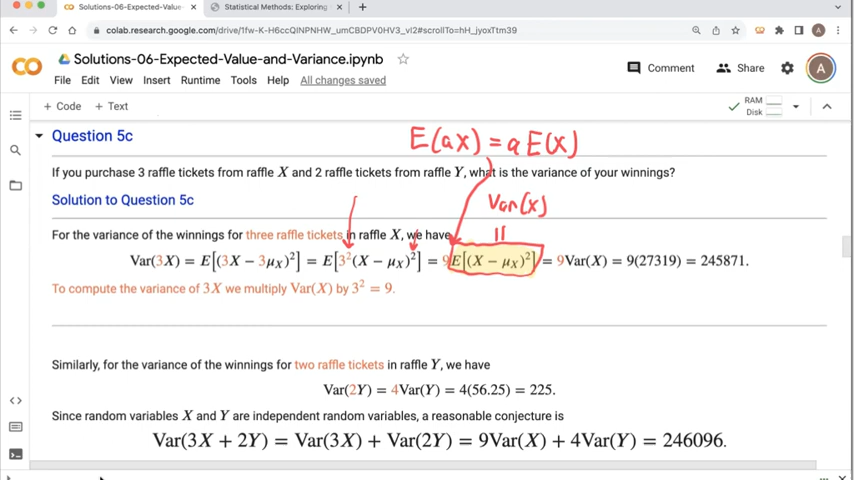 Solutions-06-Expected-Value-and-
Statistical Methods: Exploring
colab.research.google.com/drive/1fw-K-H6ccQINPNHW_umCBDPV0HV3_vI2#scrollTo=hH_jyoxTtm39
Solutions-06-Expected-Value-and-Variance.ipynb
File Edit View Insert Runtime Tools Help All changes saved
Comment Share A
+ Code + Text
RAM
Disk
Question 5c
E(aX) = a E(X)
If you purchase 3 raffle tickets from raffle X and 2 raffle tickets from raffle Y, what is the variance of your winnings?
Solution to Question 5c
Var(X)
=
For the variance of the winnings for three raffle tickets in raffle X, we have
Var(3X) = E[(3X − 3μ_X)²] = E[3²(X − μ_X)²] = 9E[(X − μ_X)²] = 9Var(X) = 9(27319) = 245871.
To compute the variance of 3X we multiply Var(X) by 3² = 9.
Similarly, for the variance of the winnings for two raffle tickets in raffle Y, we have
Var(2Y) = 4Var(Y) = 4(56.25) = 225.
Since random variables X and Y are independent random variables, a reasonable conjecture is
Var(3X + 2Y) = Var(3X) + Var(2Y) = 9Var(X) + 4Var(Y) = 246096.